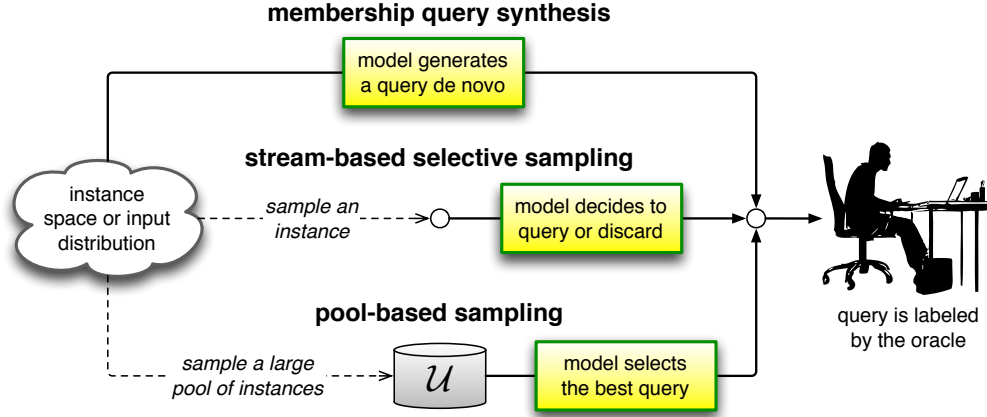 membership query synthesis
model generates
a query de novo
stream-based selective sampling
instance
space or input
distribution
sample an
instance
model decides to
query or discard
pool-based sampling
sample a large
pool of instances
U
model selects
the best query
query is labeled
by the oracle